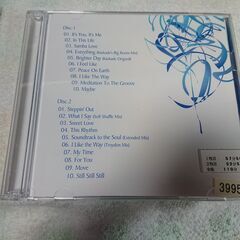 Disc 1
01. It's You, It's Me
02. In This Life
03. Samba Love
04. Everything
05. Brighter Day
06. I Feel Like
07. Peace On Earth
08. I Like The Way
09. Meditation To The Groove
10. Maybe
Disc 2
01. Steppin' Out
02. What I Say
03. Sweet Love
04. This Rhythm
05. Soundtrack to the Soul (Extended Mix)
06. I Like the Way
07. My Time
08. For You
09. Move
10. Still Still Still
3995